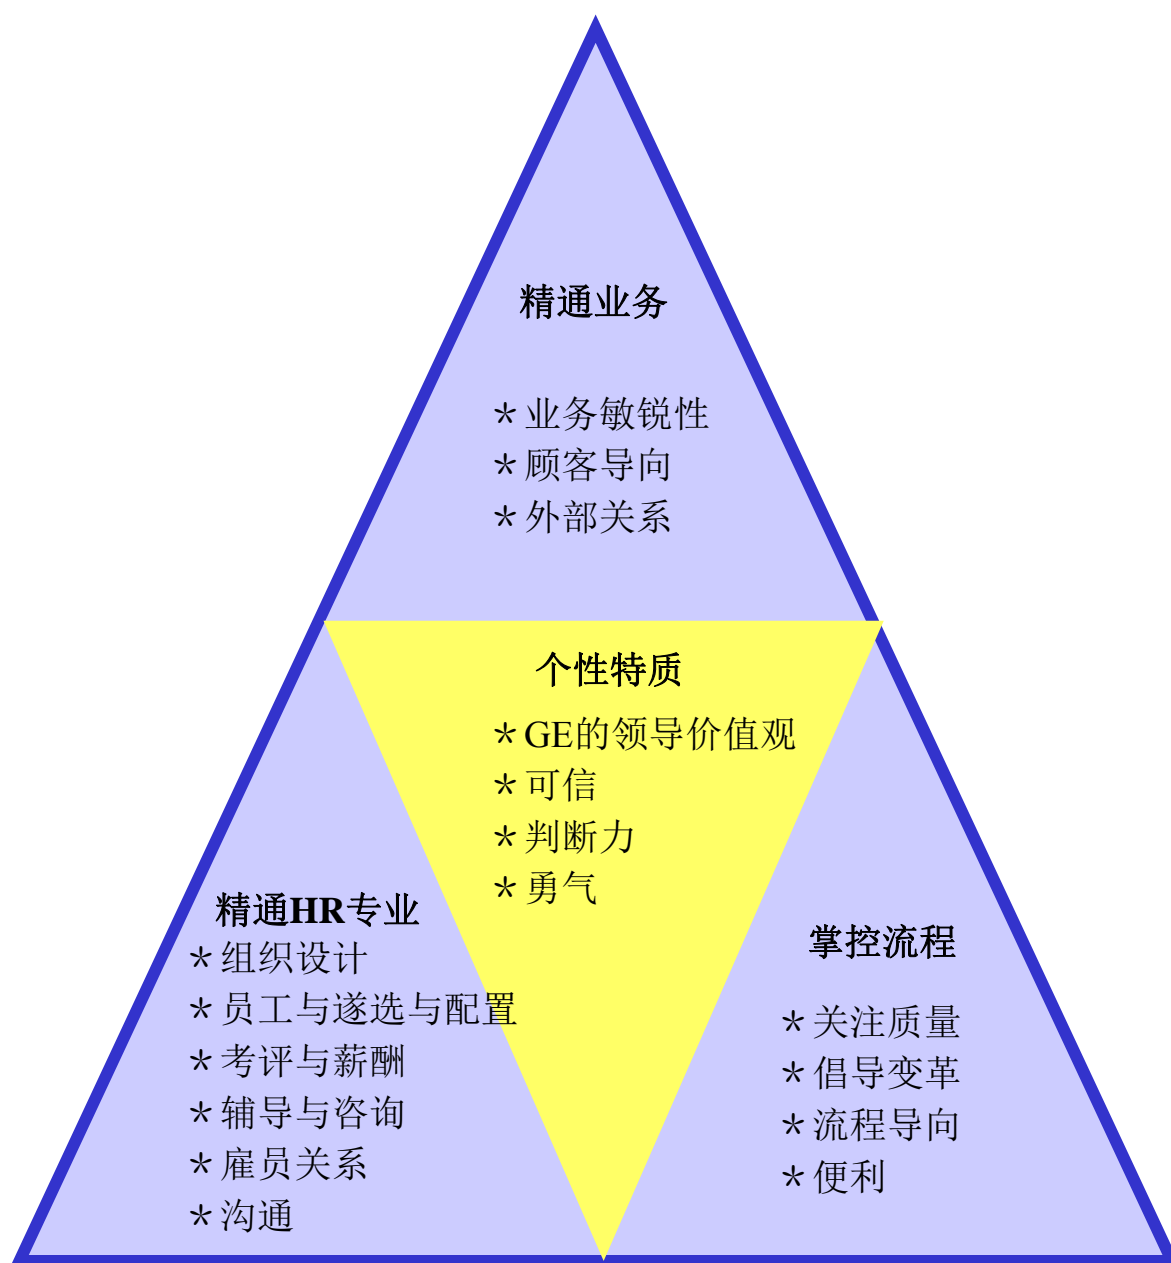 精通业务
*业务敏锐性
*顾客导向
*外部关系
个性特质
*GE的领导价值观
*可信
*判断力
*勇气
精通HR专业
*组织设计
*员工与遂选与配置
*考评与薪酬
*辅导与咨询
*雇员关系
*沟通
掌控流程
*关注质量
*倡导变革
*流程导向
*便利